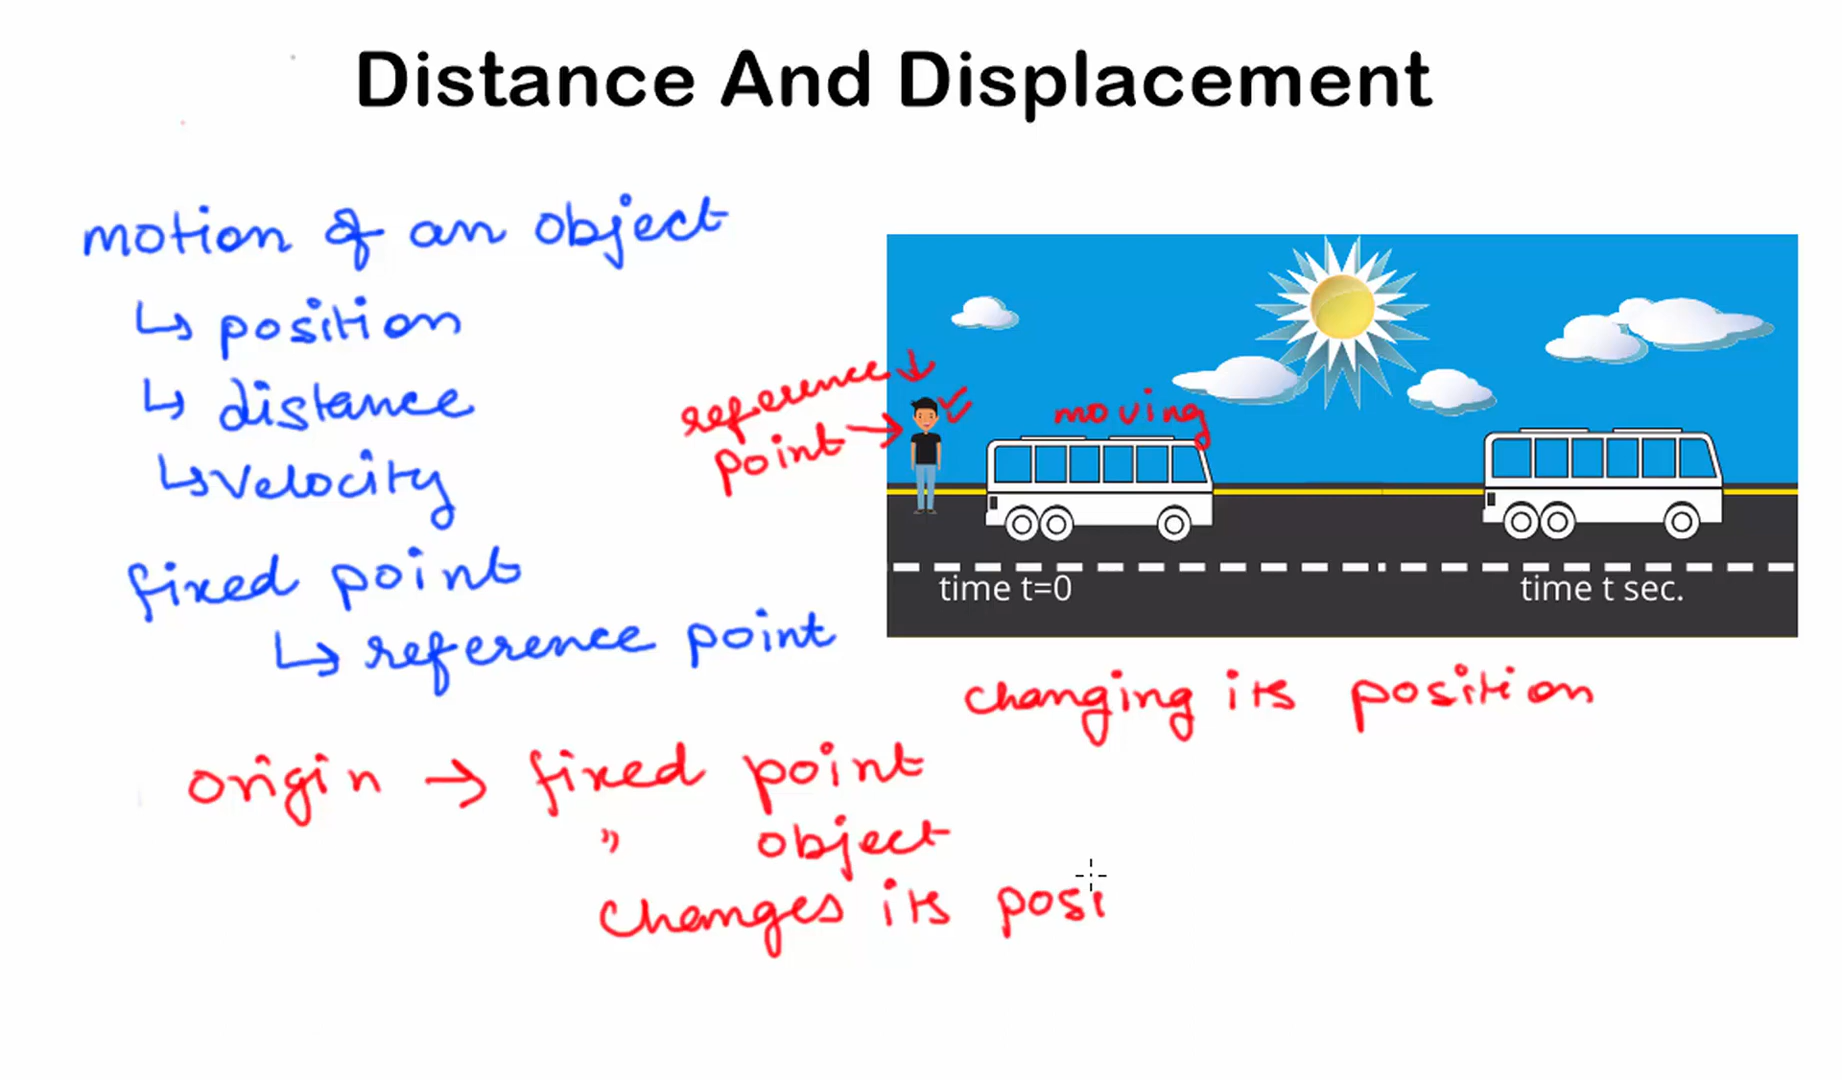 Distance And Displacement
motion of an object
↳ position
↳ distance
↳ velocity
fixed point
↳ reference point
reference ↓
point →
moving
time t=0
time t sec.
changing its position
origin → fixed point
" object
changes its posi